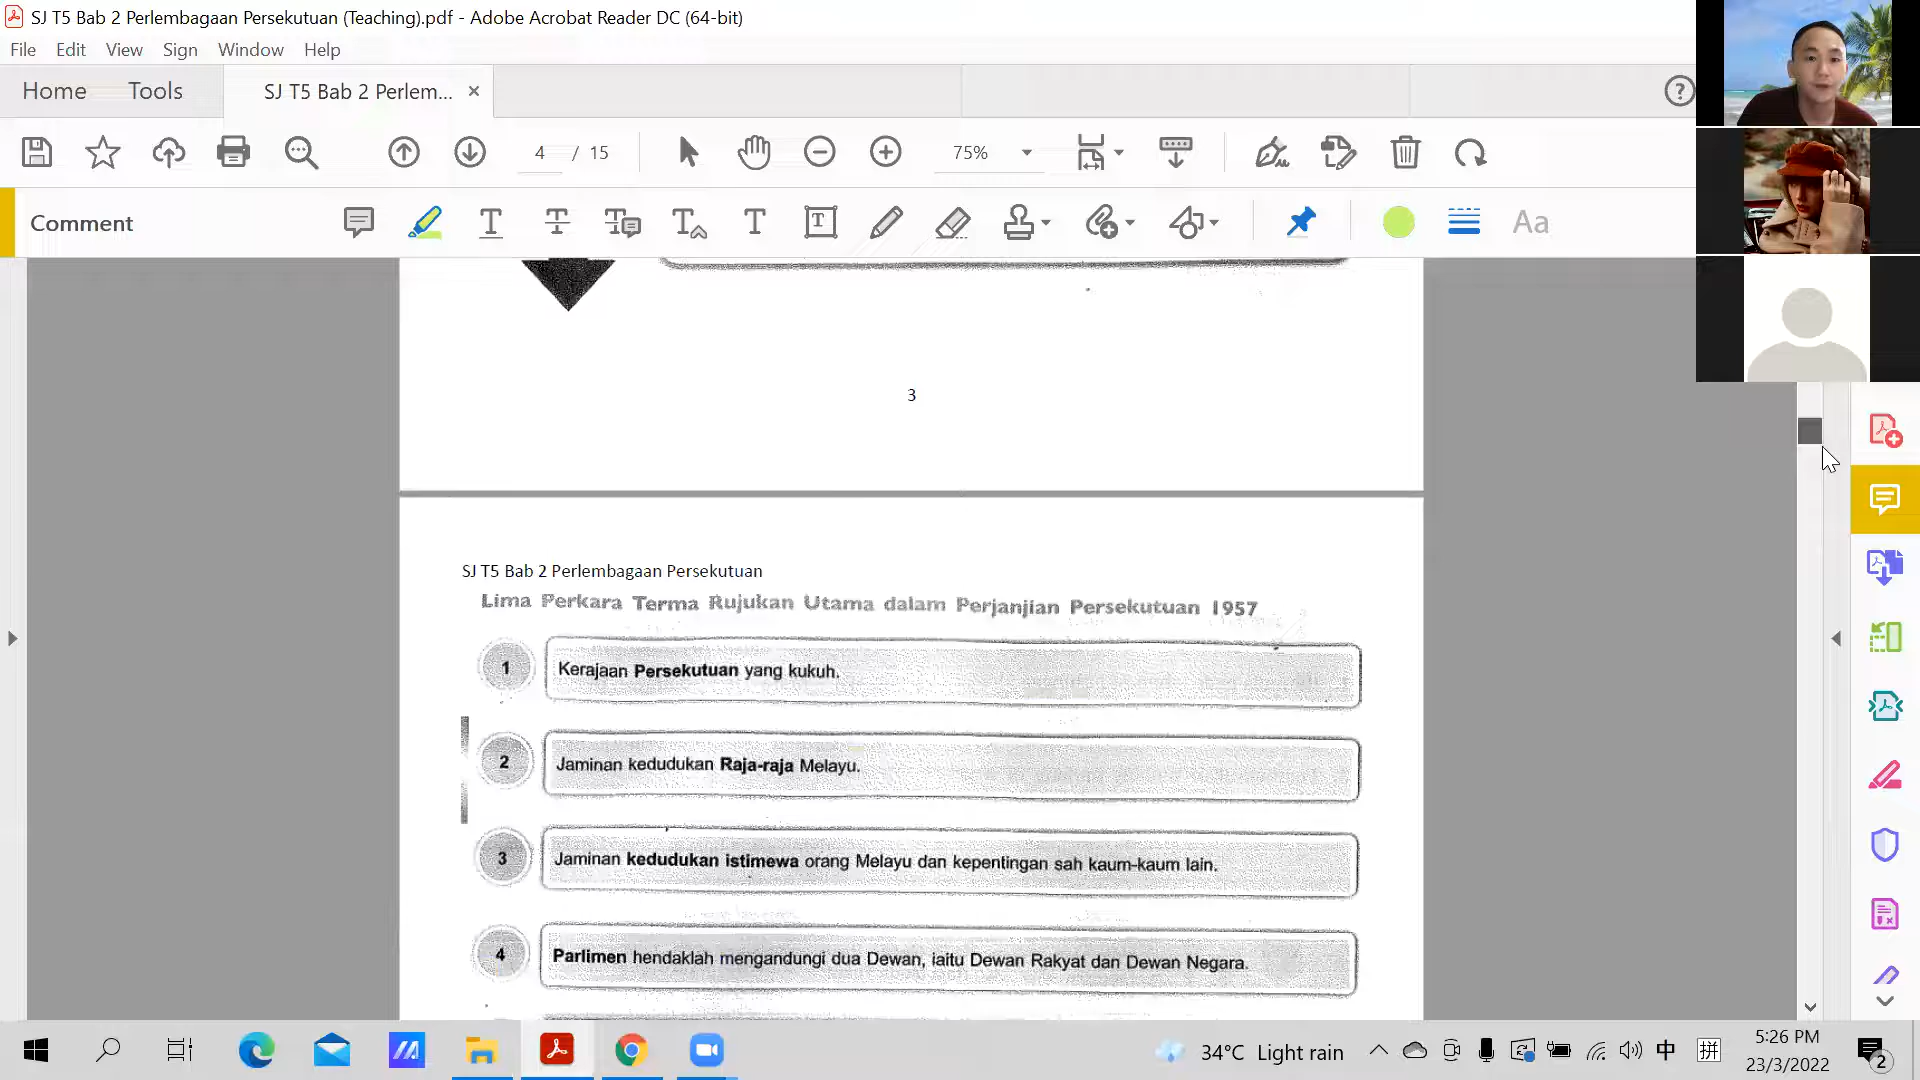 SJ T5 Bab 2 Perlembagaan Persekutuan (Teaching).pdf - Adobe Acrobat Reader DC (64-bit)
File Edit View Sign Window Help
Home Tools SJ T5 Bab 2 Perlem... ×
4 / 15 75%
Comment
3
SJ T5 Bab 2 Perlembagaan Persekutuan
Lima Perkara Terma Rujukan Utama dalam Perjanjian Persekutuan 1957
1 Kerajaan Persekutuan yang kukuh.
2 Jaminan kedudukan Raja-raja Melayu.
3 Jaminan kedudukan istimewa orang Melayu dan kepentingan sah kaum-kaum lain.
4 Parlimen hendaklah mengandungi dua Dewan, iaitu Dewan Rakyat dan Dewan Negara.
34°C Light rain 中 拼 5:26 PM
23/3/2022 2